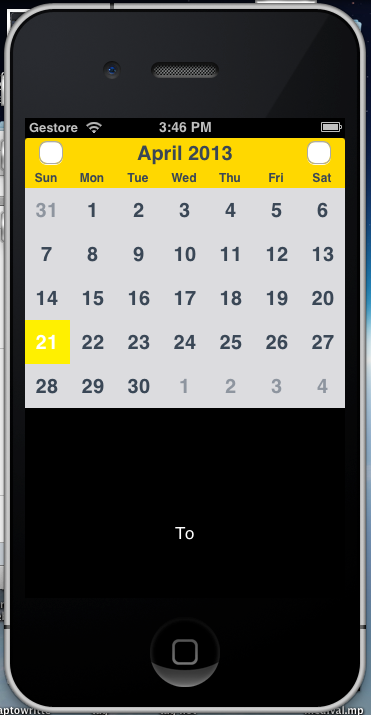 Gestore 3:46 PM
April 2013
Sun Mon Tue Wed Thu Fri Sat
31 1 2 3 4 5 6
7 8 9 10 11 12 13
14 15 16 17 18 19 20
21 22 23 24 25 26 27
28 29 30 1 2 3 4
To